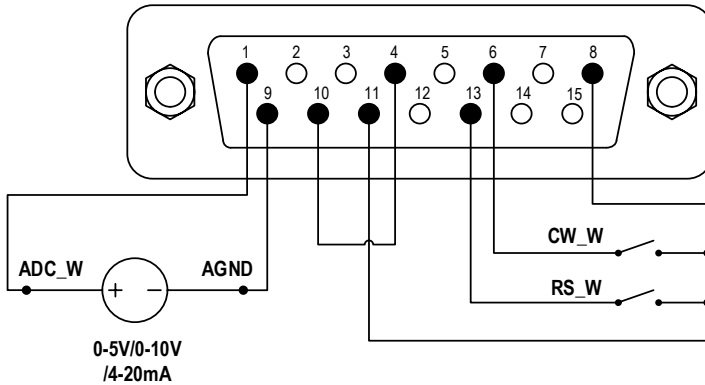 1 2 3 4 5 6 7 8
9 10 11 12 13 14 15
CW_W
ADC_W AGND
RS_W
0-5V/0-10V
/4-20mA